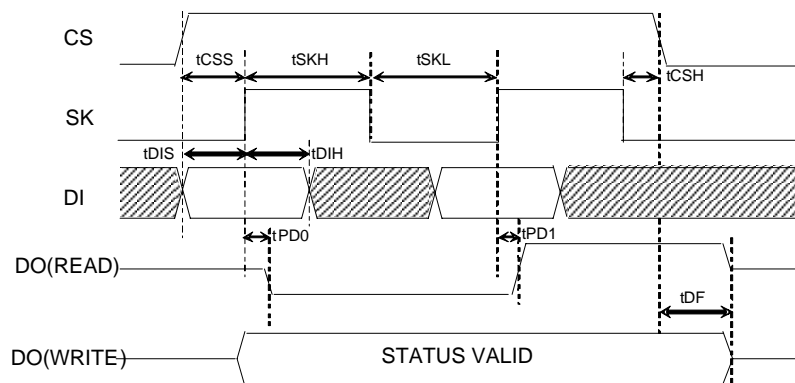 CS
tCSS tSKH tSKL tCSH
SK
tDIS tDIH
DI
tPD0 tPD1
DO(READ)
tDF
DO(WRITE) STATUS VALID